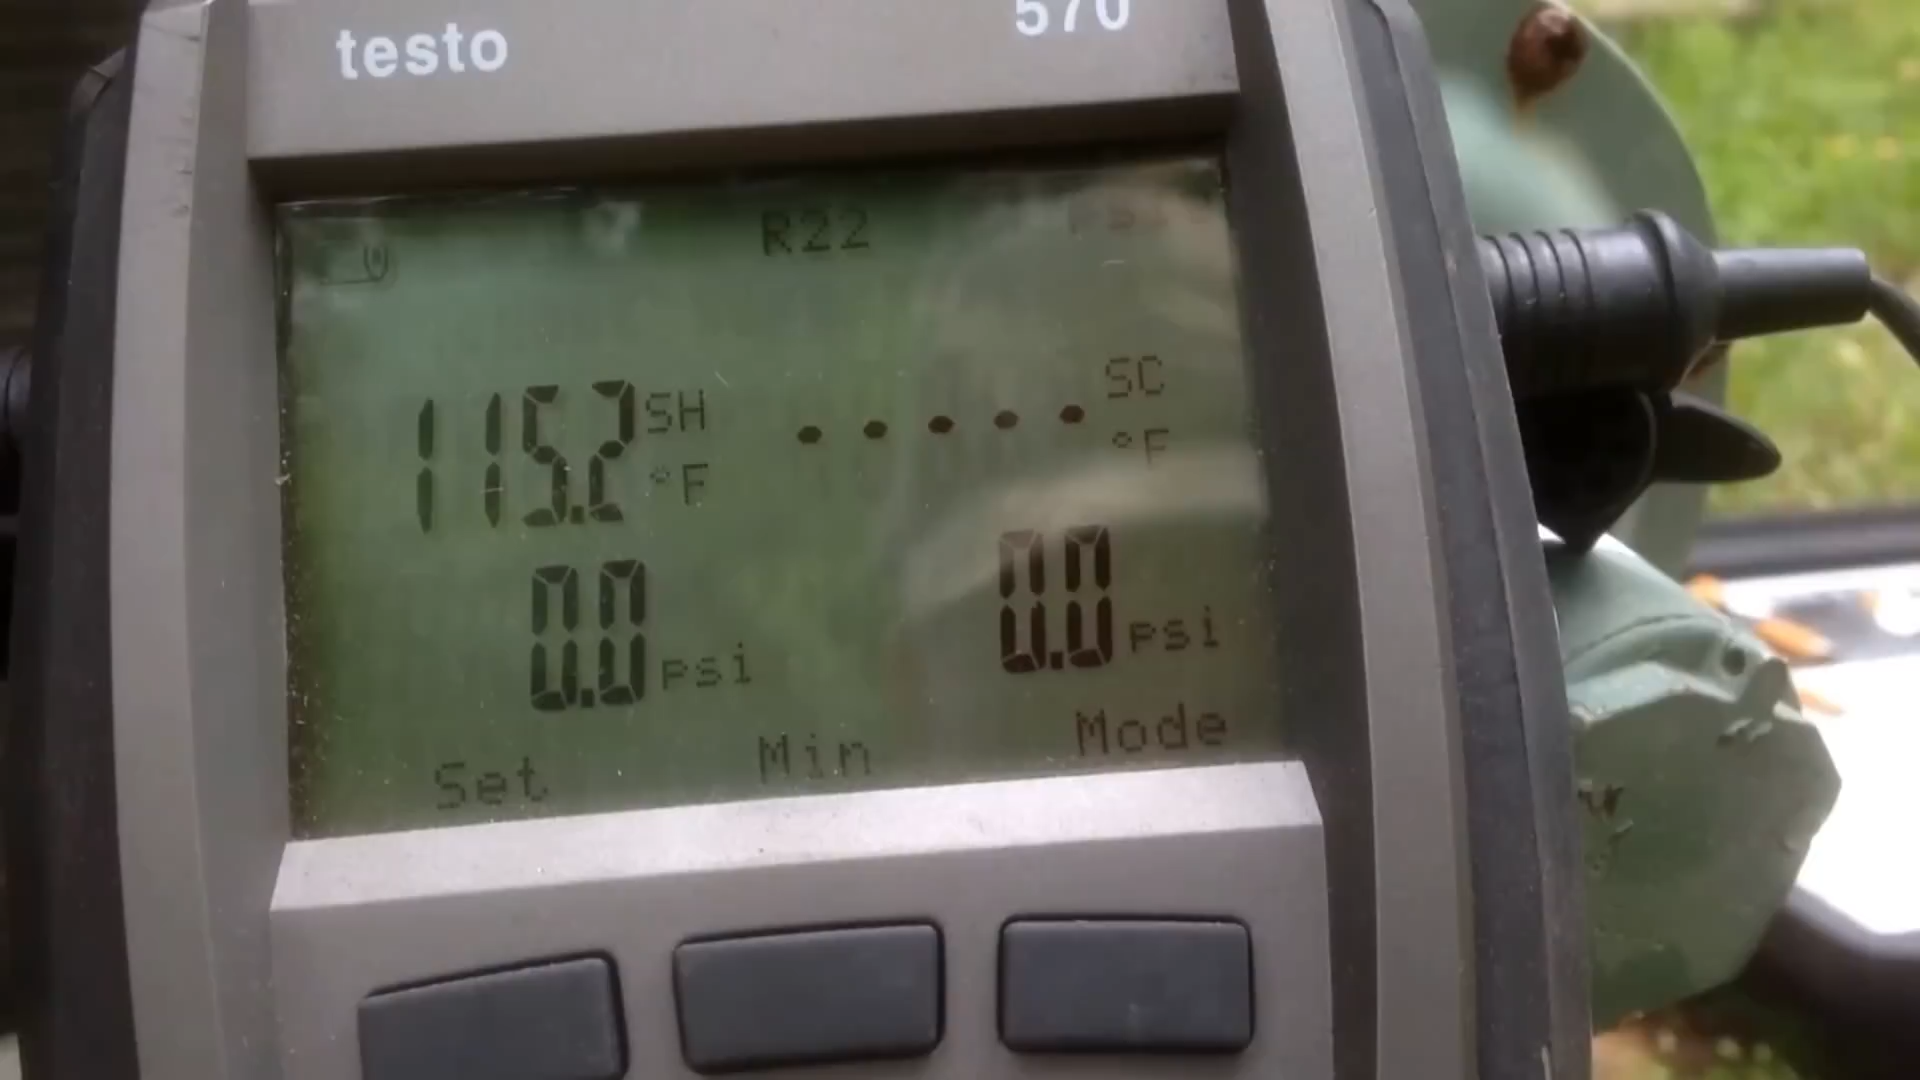 testo 570
R22
115.2 SH °F
SC °F
0.0 psi 0.0 psi
Set Min Mode